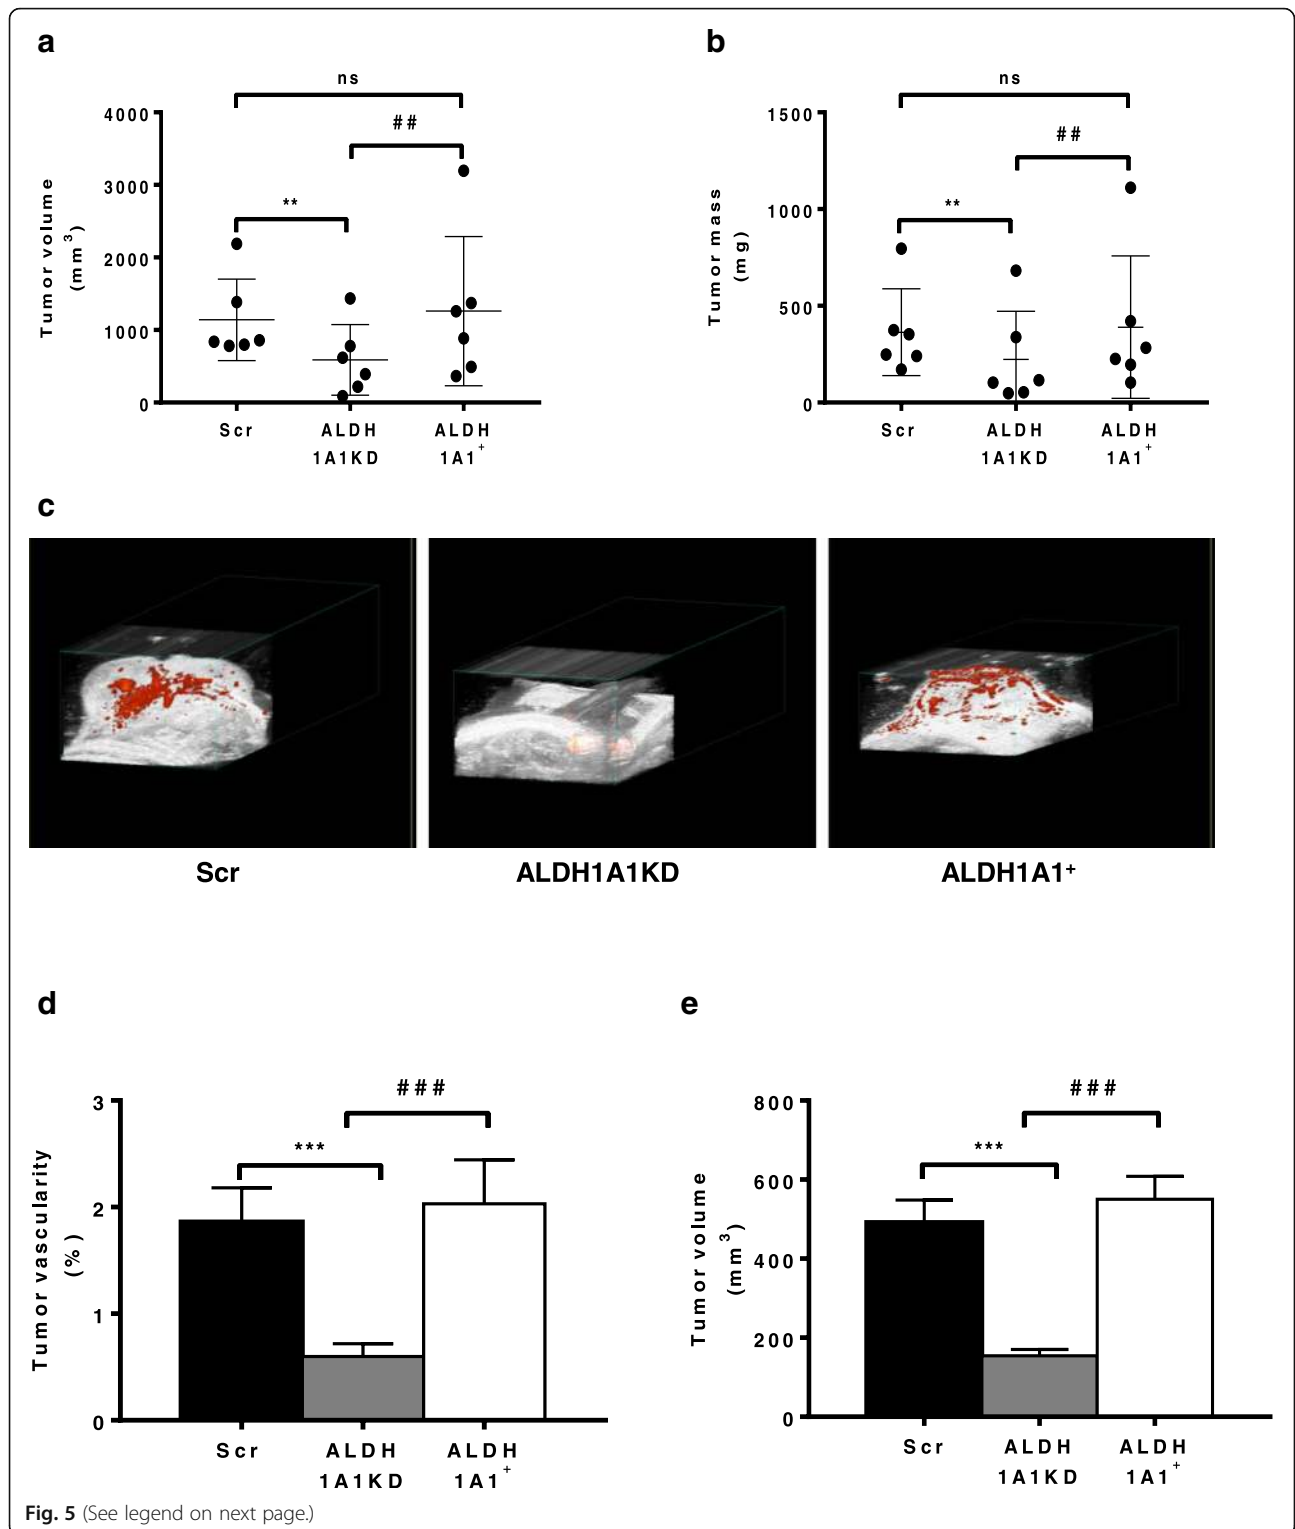 a
b
ns
ns
4000
##
1500
##
3000
**
1000
**
2000
Tumor volume
(mm³)
Tumor mass
(mg)
1000
500
0
0
Scr
ALDH
1A1KD
ALDH
1A1⁺
Scr
ALDH
1A1KD
ALDH
1A1⁺
c
Scr
ALDH1A1KD
ALDH1A1⁺
d
e
###
###
3
800
***
***
Tumor vascularity
(%)
Tumor volume
(mm³)
600
2
400
1
200
0
0
Scr
ALDH
1A1KD
ALDH
1A1⁺
Scr
ALDH
1A1KD
ALDH
1A1⁺
Fig. 5 (See legend on next page.)